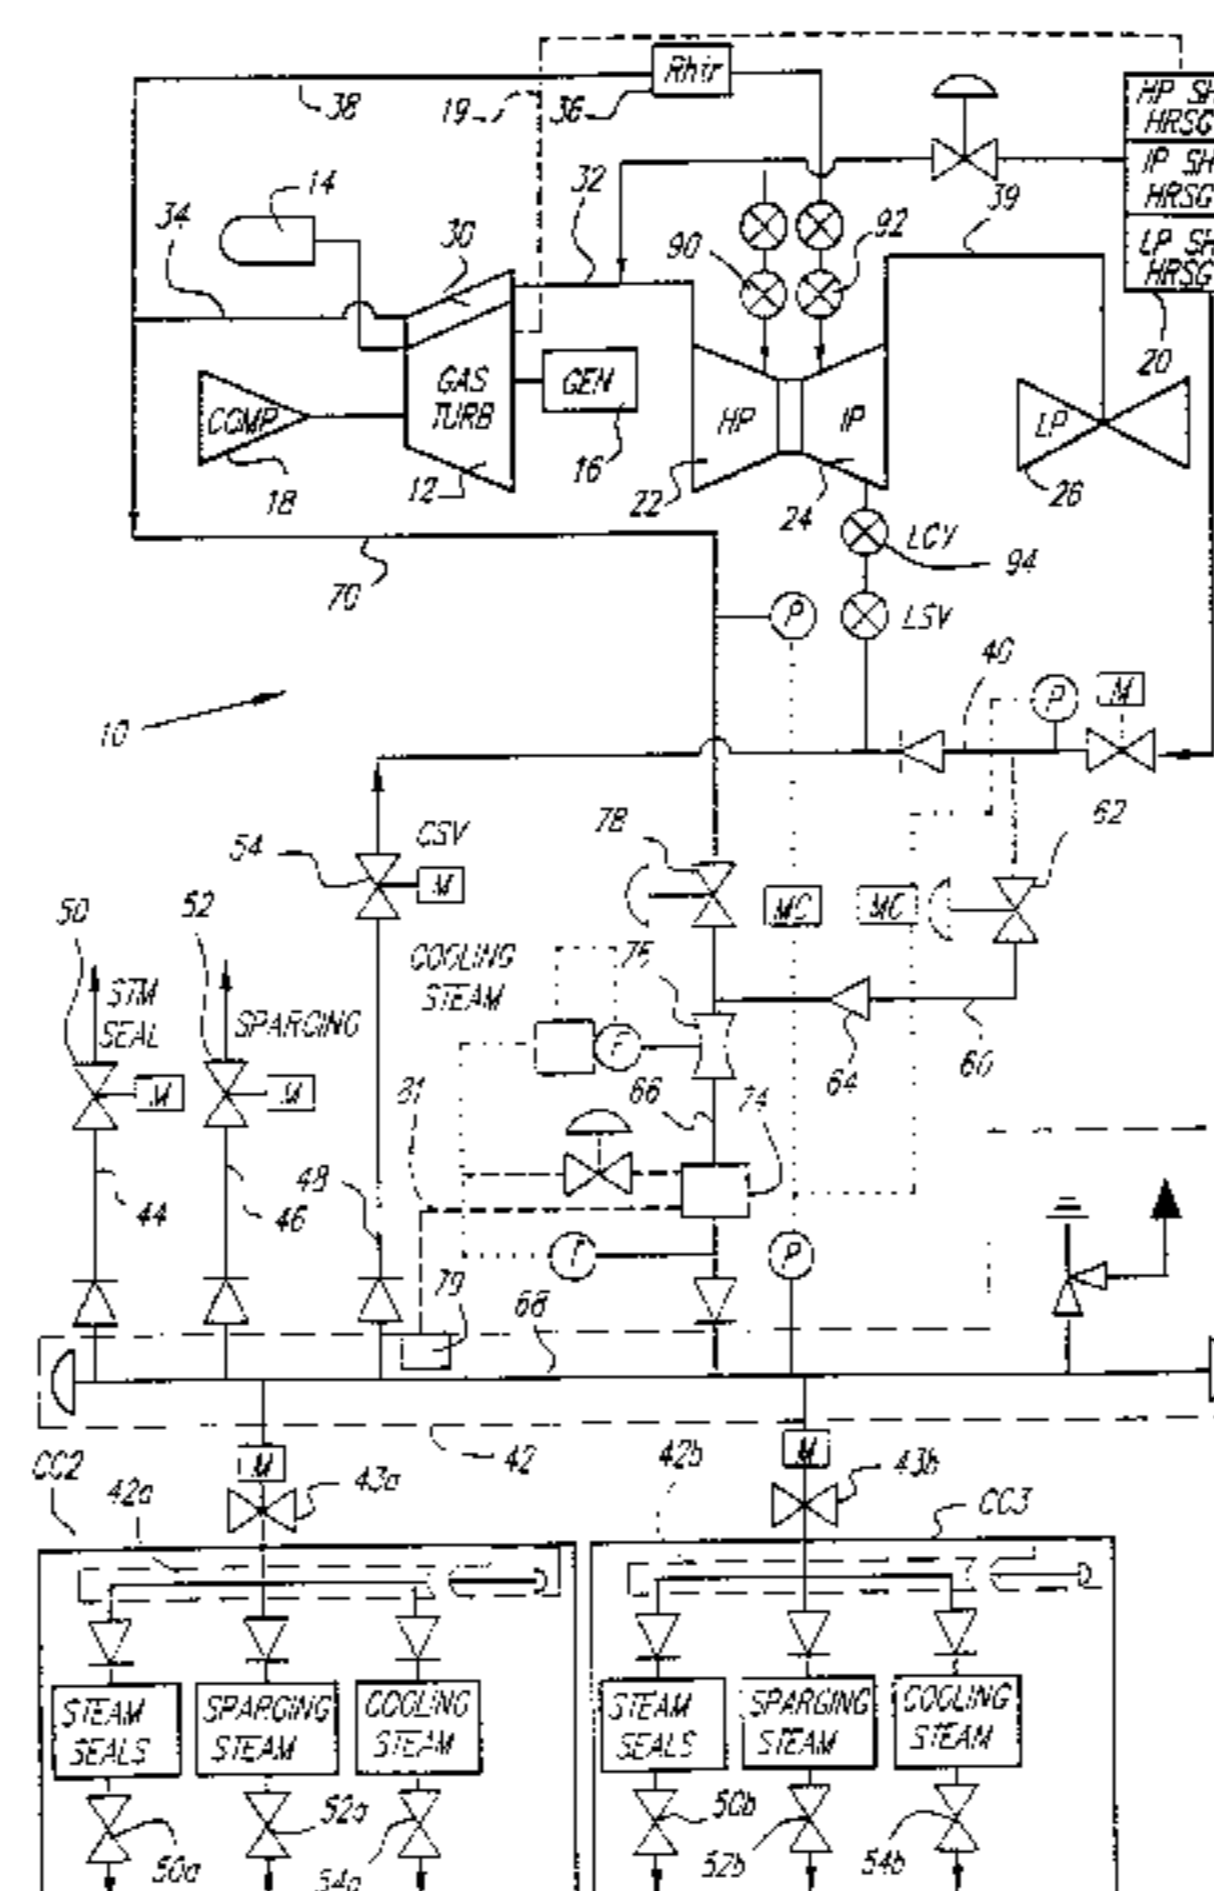 Rhtr
38
19
36
HP SH
HRSG
IP SH
HRSG
LP SH
HRSG
14
34
30
32
39
90
92
20
GAS
TURB
GEN
COMP
HP
IP
LP
18
12
16
22
24
26
LCV
94
70
P
LSV
40
P
M
10
78
62
CSV
54
M
50
52
MC
MC
COOLING
STEAM
76
STM
SEAL
SPARGING
64
60
M
M
81
66
74
48
44
46
T
P
79
68
CC2
M
42
42b
M
43b
42a
43a
CC3
STEAM
SEALS
SPARGING
STEAM
COOLING
STEAM
STEAM
SEALS
SPARGING
STEAM
COOLING
STEAM
50a
52a
54a
50b
52b
54b